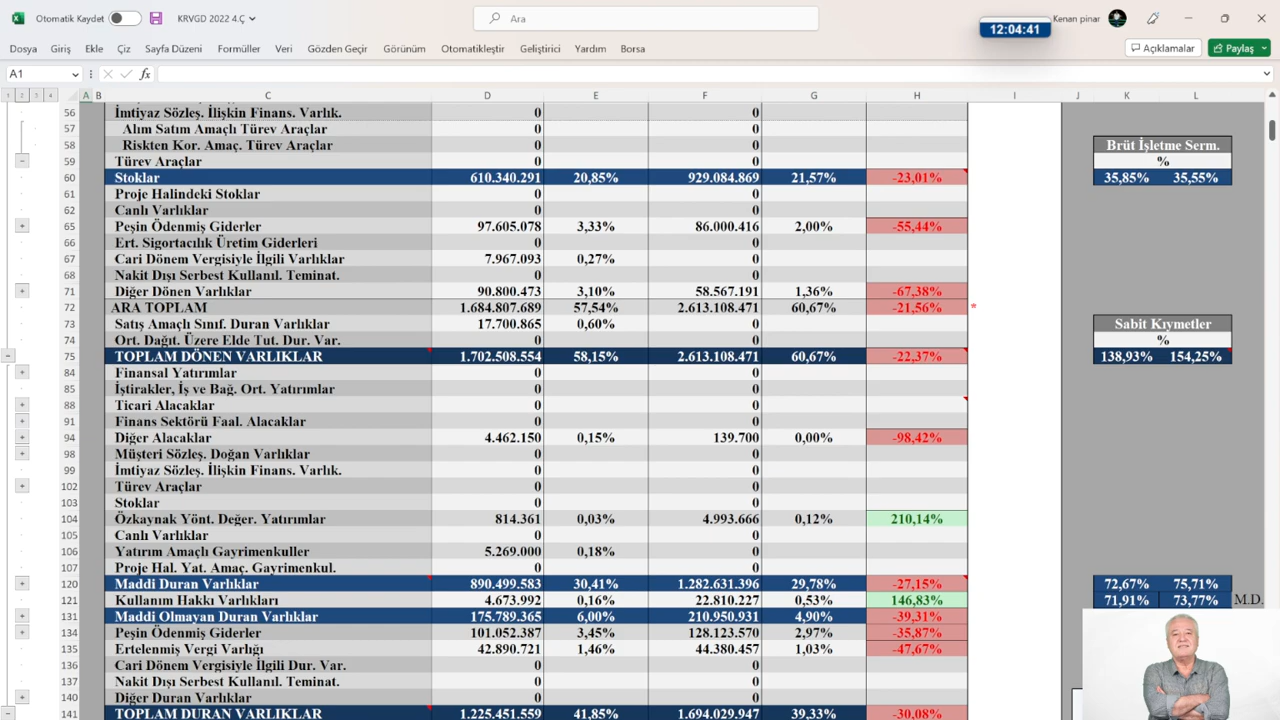 Otomatik Kaydet KRVGD 2022 4.Ç Ara 12:04:41 Kenan pinar
Dosya Giriş Ekle Çiz Sayfa Düzeni Formüller Veri Gözden Geçir Görünüm Otomatikleştir Geliştirici Yardım Borsa Açıklamalar Paylaş
A1 fx
1 2 3 4 A B C D E F G H I J K L
56 İmtiyaz Sözleş. İlişkin Finans. Varlık. 0 0
57 Alım Satım Amaçlı Türev Araçlar 0 0
58 Riskten Kor. Amaç. Türev Araçlar 0 0 Brüt İşletme Serm.
59 Türev Araçlar 0 0 %
60 Stoklar 610.340.291 20,85% 929.084.869 21,57% -23,01% 35,85% 35,55%
61 Proje Halindeki Stoklar 0 0
62 Canlı Varlıklar 0 0
65 Peşin Ödenmiş Giderler 97.605.078 3,33% 86.000.416 2,00% -55,44%
66 Ert. Sigortacılık Üretim Giderleri 0 0
67 Cari Dönem Vergisiyle İlgili Varlıklar 7.967.093 0,27% 0
68 Nakit Dışı Serbest Kullanıl. Teminat. 0 0
71 Diğer Dönen Varlıklar 90.800.473 3,10% 58.567.191 1,36% -67,38%
72 ARA TOPLAM 1.684.807.689 57,54% 2.613.108.471 60,67% -21,56% *
73 Satış Amaçlı Sınıf. Duran Varlıklar 17.700.865 0,60% 0 Sabit Kıymetler
74 Ort. Dağıt. Üzere Elde Tut. Dur. Var. 0 0 %
75 TOPLAM DÖNEN VARLIKLAR 1.702.508.554 58,15% 2.613.108.471 60,67% -22,37% 138,93% 154,25%
84 Finansal Yatırımlar 0 0
85 İştirakler, İş ve Bağ. Ort. Yatırımlar 0 0
88 Ticari Alacaklar 0 0
91 Finans Sektörü Faal. Alacaklar 0 0
94 Diğer Alacaklar 4.462.150 0,15% 139.700 0,00% -98,42%
98 Müşteri Sözleş. Doğan Varlıklar 0 0
99 İmtiyaz Sözleş. İlişkin Finans. Varlık. 0 0
102 Türev Araçlar 0 0
103 Stoklar 0 0
104 Özkaynak Yönt. Değer. Yatırımlar 814.361 0,03% 4.993.666 0,12% 210,14%
105 Canlı Varlıklar 0 0
106 Yatırım Amaçlı Gayrimenkuller 5.269.000 0,18% 0
107 Proje Hal. Yat. Amaç. Gayrimenkul. 0 0
120 Maddi Duran Varlıklar 890.499.583 30,41% 1.282.631.396 29,78% -27,15% 72,67% 75,71%
121 Kullanım Hakkı Varlıkları 4.673.992 0,16% 22.810.227 0,53% 146,83% 71,91% 73,77% M.D.
131 Maddi Olmayan Duran Varlıklar 175.789.365 6,00% 210.950.931 4,90% -39,31%
134 Peşin Ödenmiş Giderler 101.052.387 3,45% 128.123.570 2,97% -35,87%
135 Ertelenmiş Vergi Varlığı 42.890.721 1,46% 44.380.457 1,03% -47,67%
136 Cari Dönem Vergisiyle İlgili Dur. Var. 0 0
137 Nakit Dışı Serbest Kullanıl. Teminat. 0 0
140 Diğer Duran Varlıklar 0 0
141 TOPLAM DURAN VARLIKLAR 1.225.451.559 41,85% 1.694.029.947 39,33% -30,08%